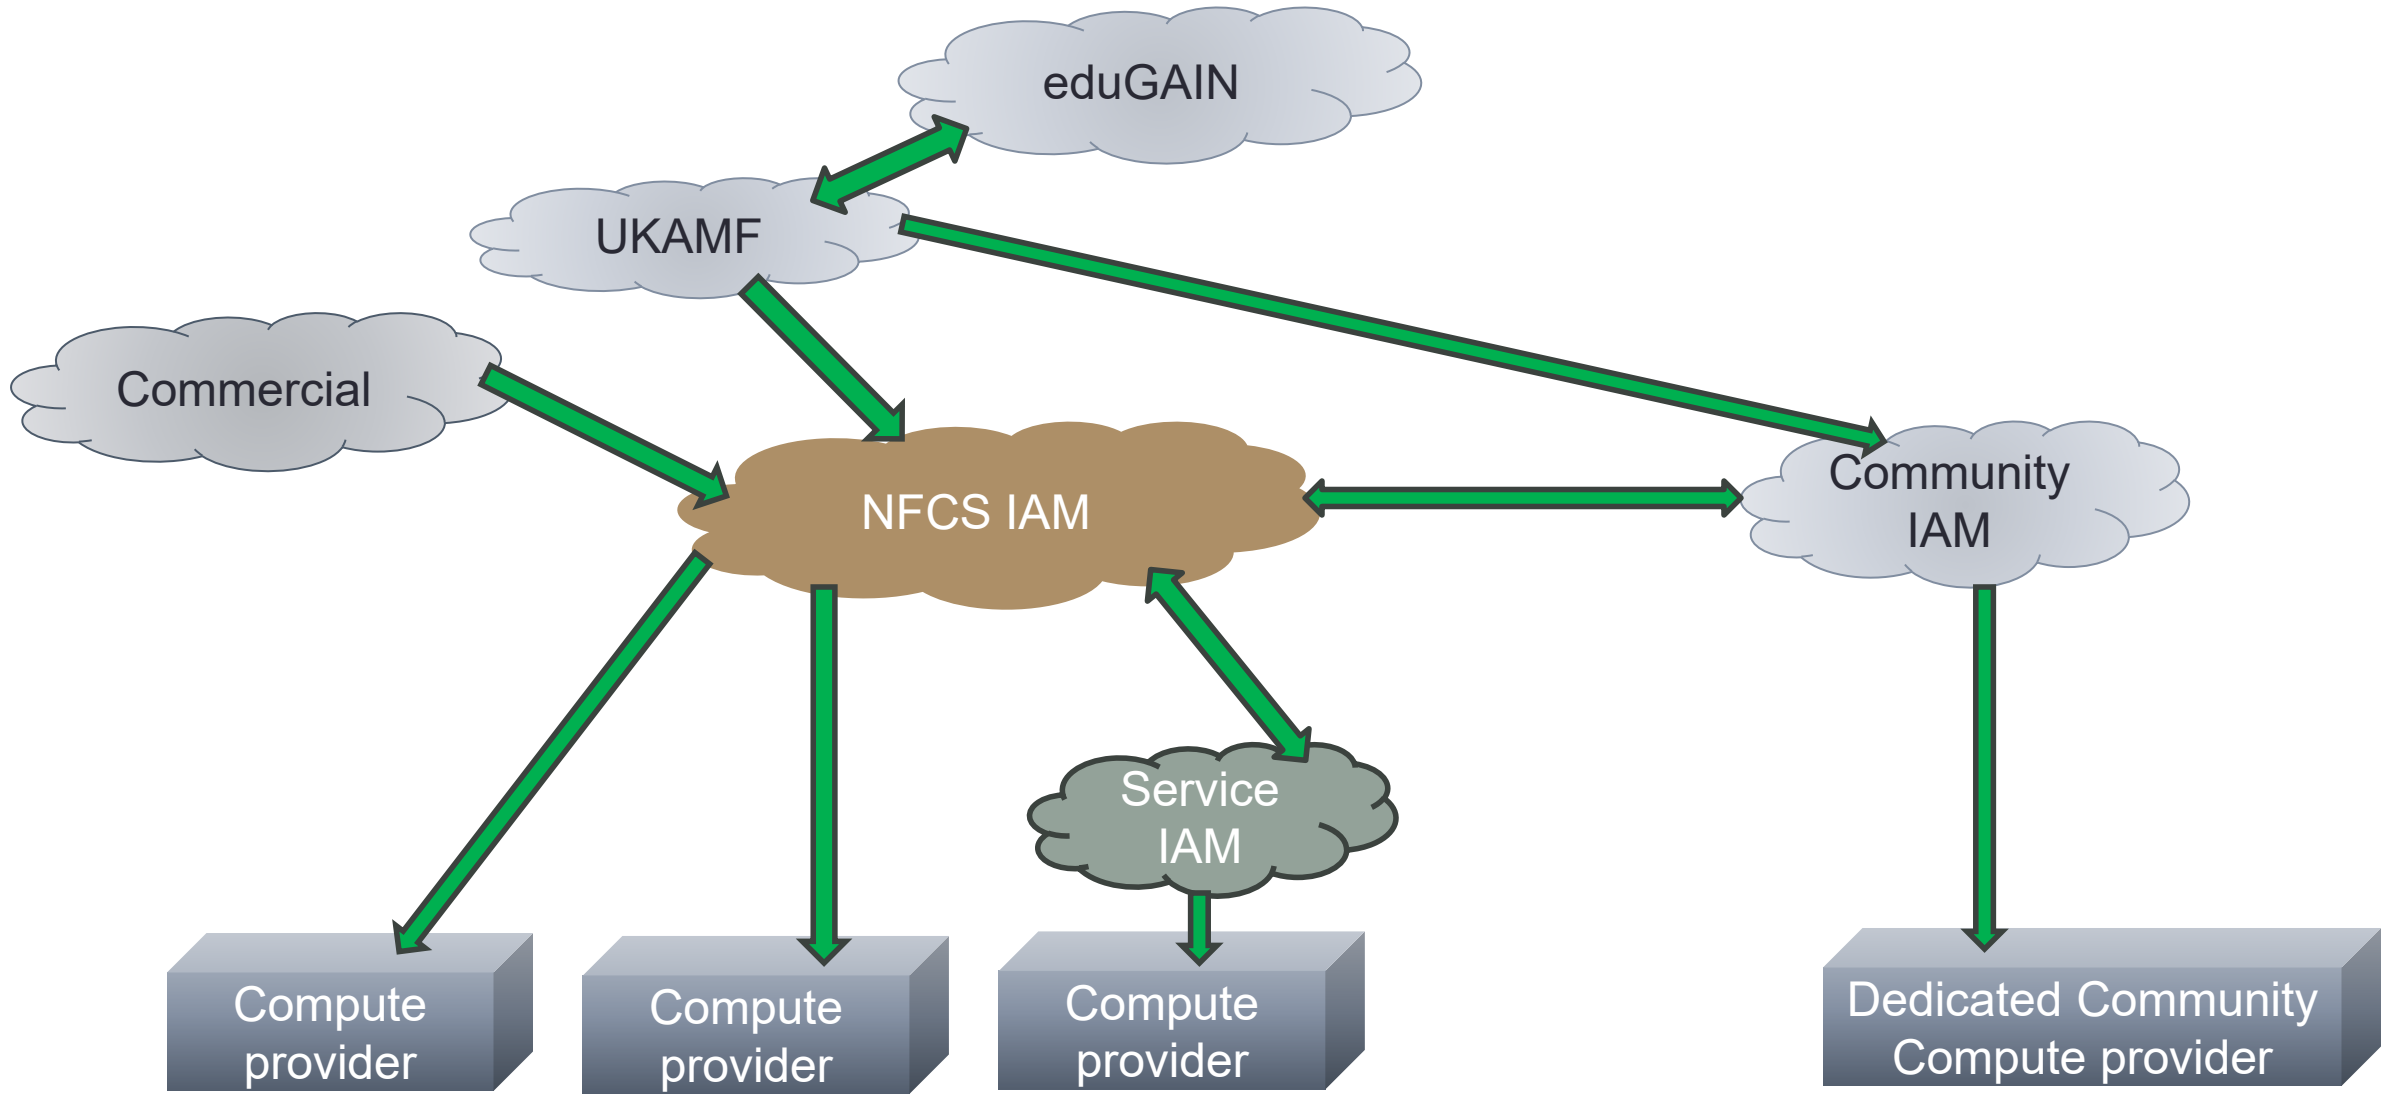 eduGAIN
UKAMF
Commercial
NFCS IAM
Community
IAM
Service
IAM
Compute
provider
Compute
provider
Compute
provider
Dedicated Community
Compute provider